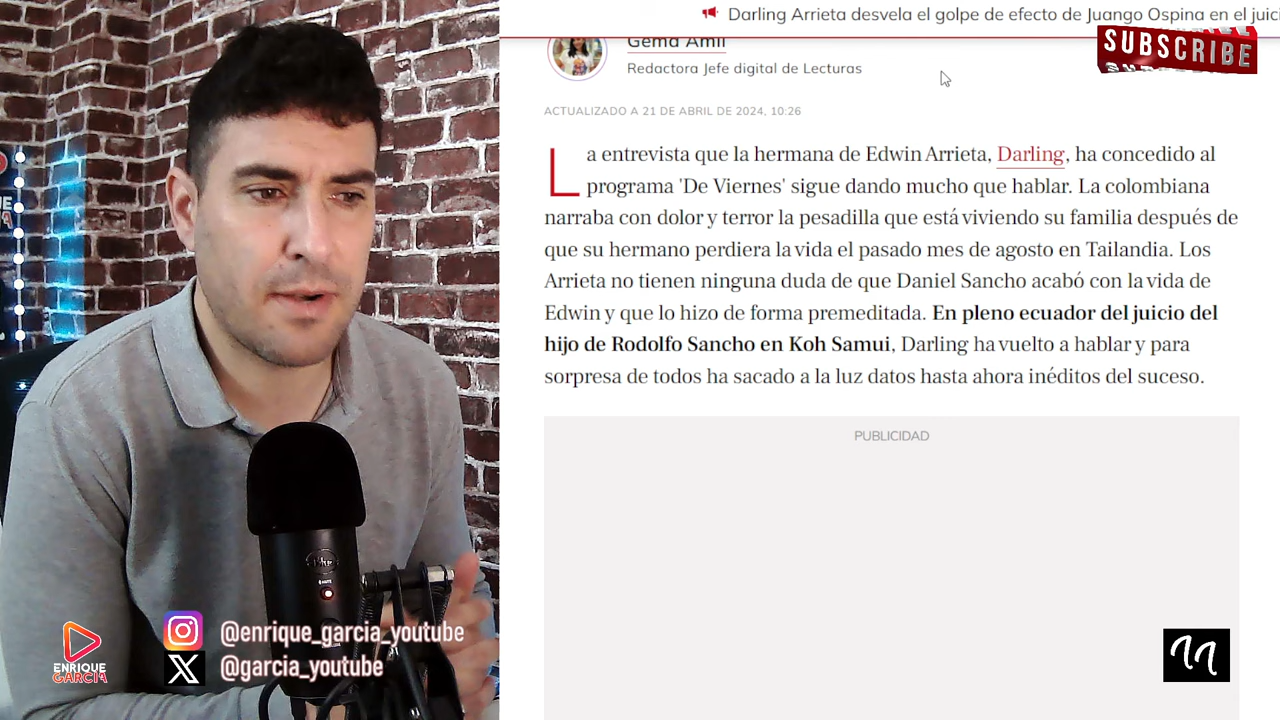 Darling Arrieta desvela el golpe de efecto de Juango Ospina en el juici
SUBSCRIBE
Gema Amil
Redactora Jefe digital de Lecturas
ACTUALIZADO A 21 DE ABRIL DE 2024, 10:26
La entrevista que la hermana de Edwin Arrieta, Darling, ha concedido al
programa 'De Viernes' sigue dando mucho que hablar. La colombiana
narraba con dolor y terror la pesadilla que está viviendo su familia después de
que su hermano perdiera la vida el pasado mes de agosto en Tailandia. Los
Arrieta no tienen ninguna duda de que Daniel Sancho acabó con la vida de
Edwin y que lo hizo de forma premeditada. En pleno ecuador del juicio del
hijo de Rodolfo Sancho en Koh Samui, Darling ha vuelto a hablar y para
sorpresa de todos ha sacado a la luz datos hasta ahora inéditos del suceso.
PUBLICIDAD
@enrique_garcia_youtube
@garcia_youtube
ENRIQUE
GARCIA